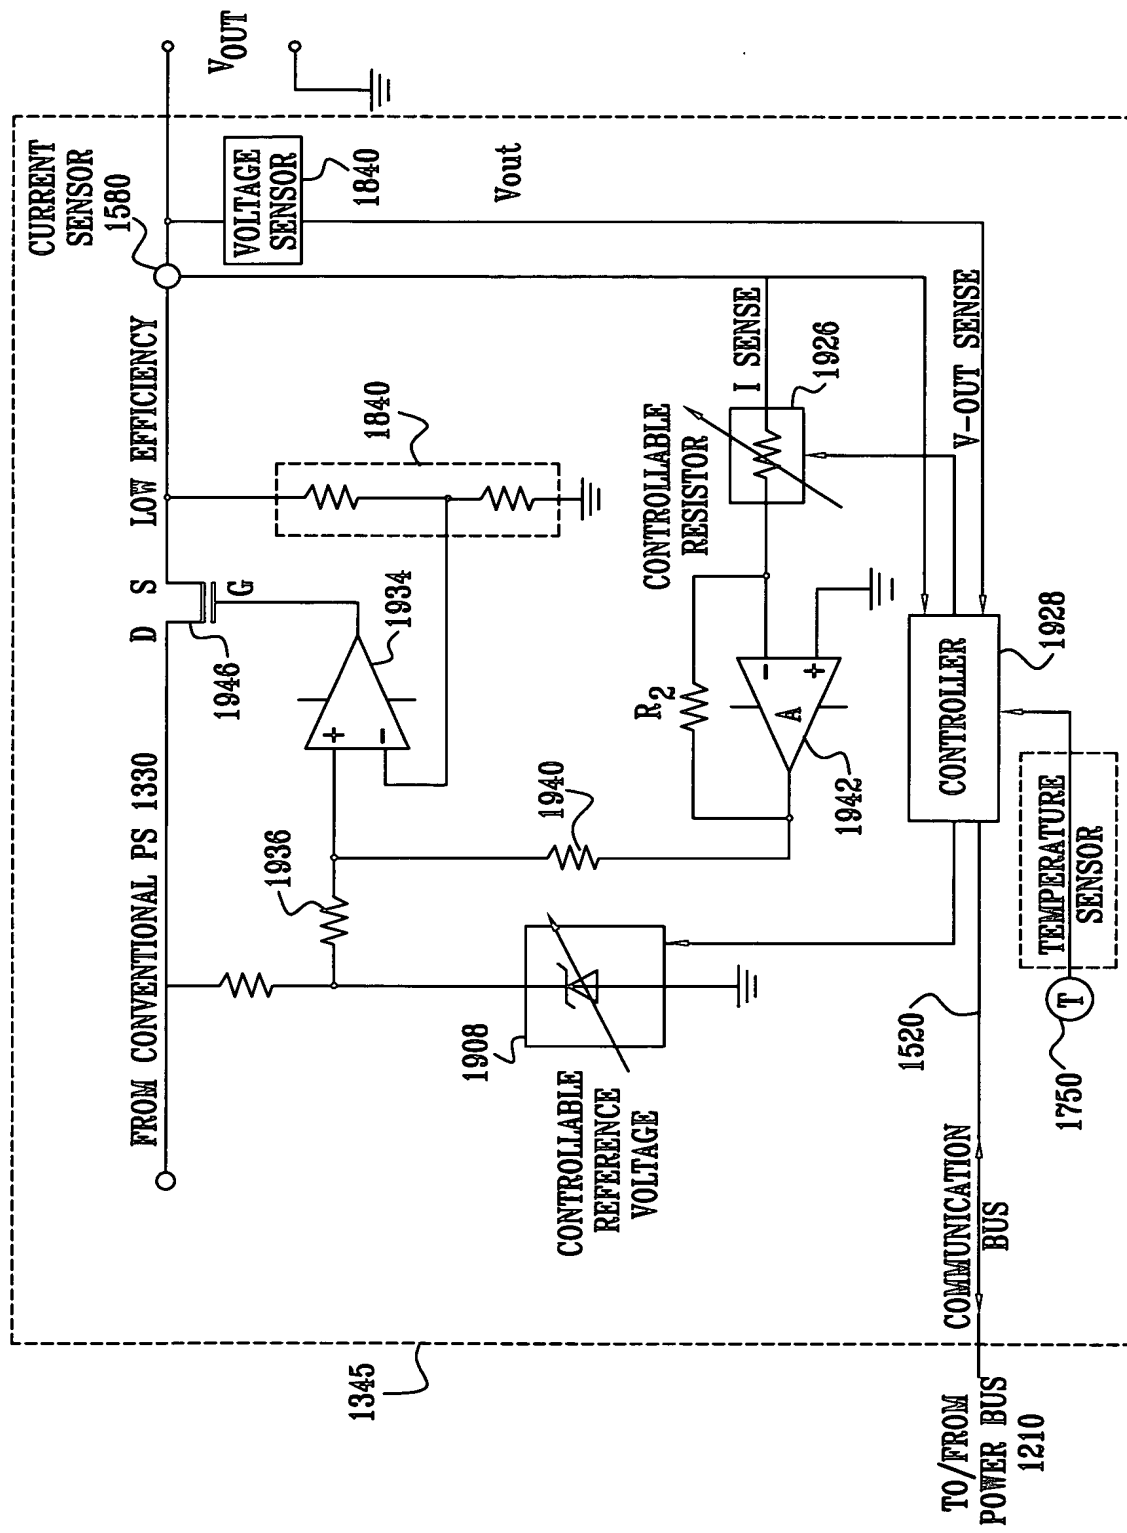 FROM CONVENTIONAL PS 1330
D
S
LOW EFFICIENCY
CURRENT
SENSOR
1580
VOUT
G
1946
VOLTAGE
SENSOR
1840
1936
+
-
1934
1840
Vout
1940
1908
CONTROLLABLE
REFERENCE
VOLTAGE
R2
-
+
A
1942
CONTROLLABLE
RESISTOR
I SENSE
1926
1345
V-OUT SENSE
CONTROLLER
1928
1520
COMMUNICATION
BUS
TO/FROM
POWER BUS
1210
TEMPERATURE
SENSOR
T
1750